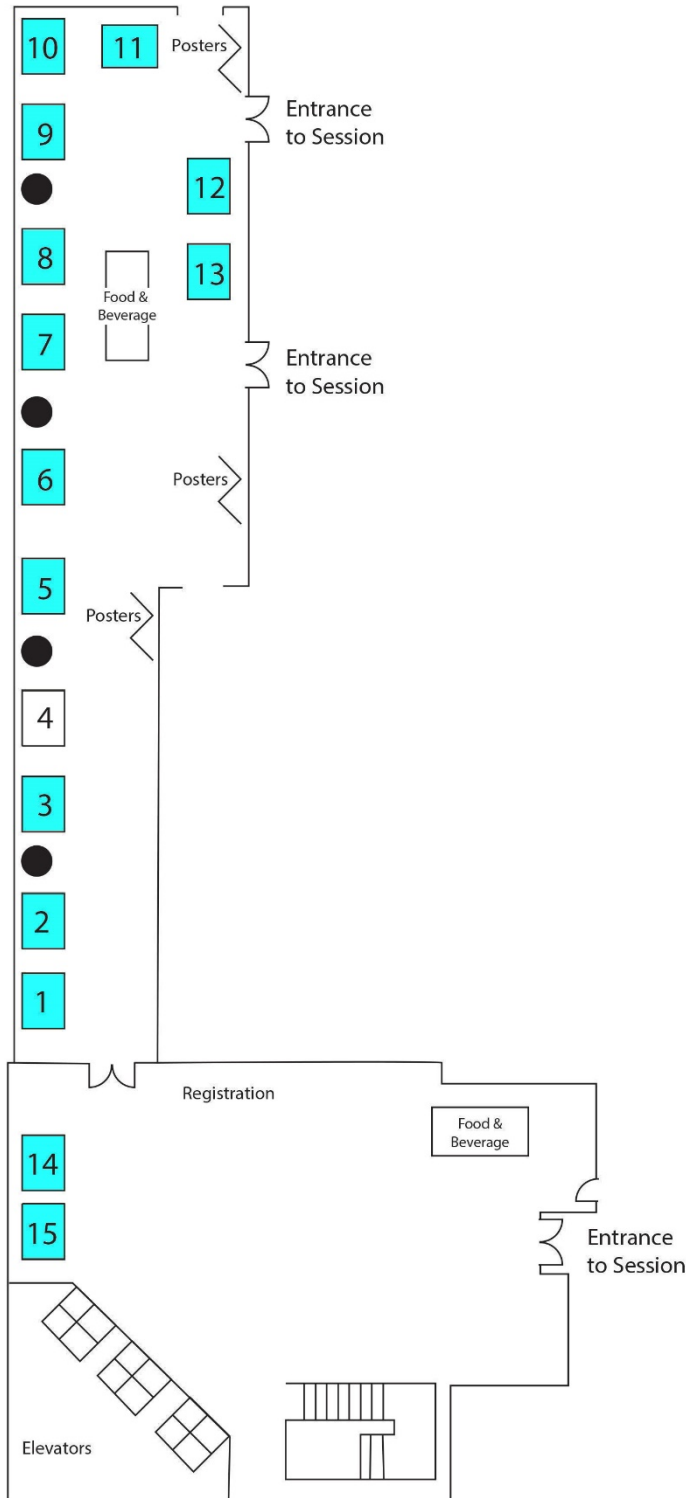 10
11
Posters
9
Entrance
to Session
12
8
13
Food &
Beverage
7
Entrance
to Session
6
Posters
5
Posters
4
3
2
1
Registration
Food &
Beverage
14
15
Entrance
to Session
Elevators